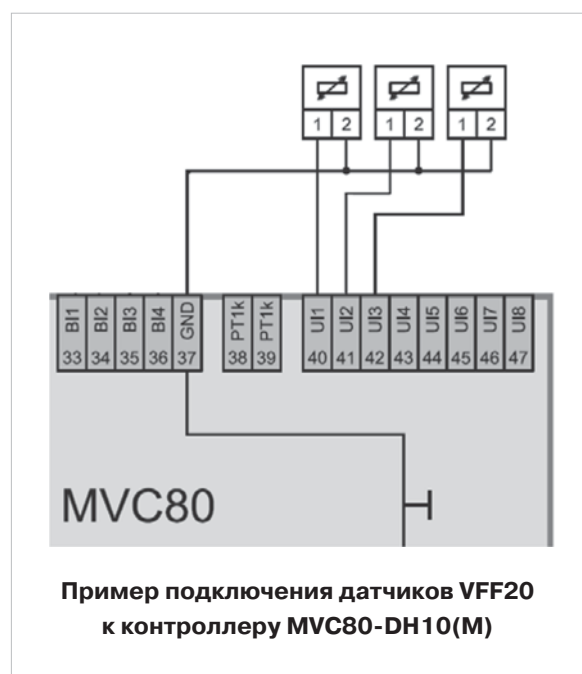 1 2 1 2 1 2
BI1 BI2 BI3 BI4 GND PT1k PT1k UI1 UI2 UI3 UI4 UI5 UI6 UI7 UI8
33 34 35 36 37 38 39 40 41 42 43 44 45 46 47
MVC80
Пример подключения датчиков VFF20
к контроллеру MVC80-DH10(M)